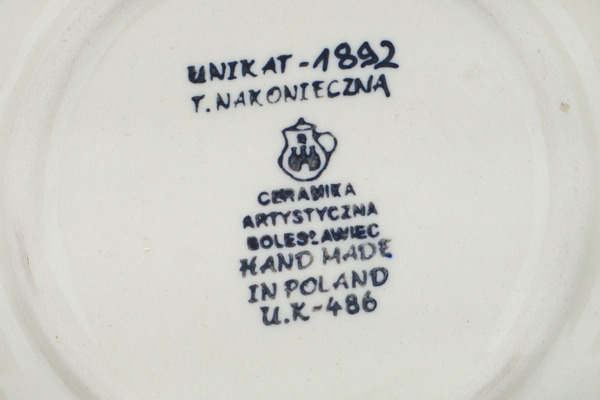 UNIKAT-1892
T. NAKONIECZNA
CERAMIKA
ARTYSTYCZNA
BOLESŁAWIEC
HAND MADE
IN POLAND
U.K-486